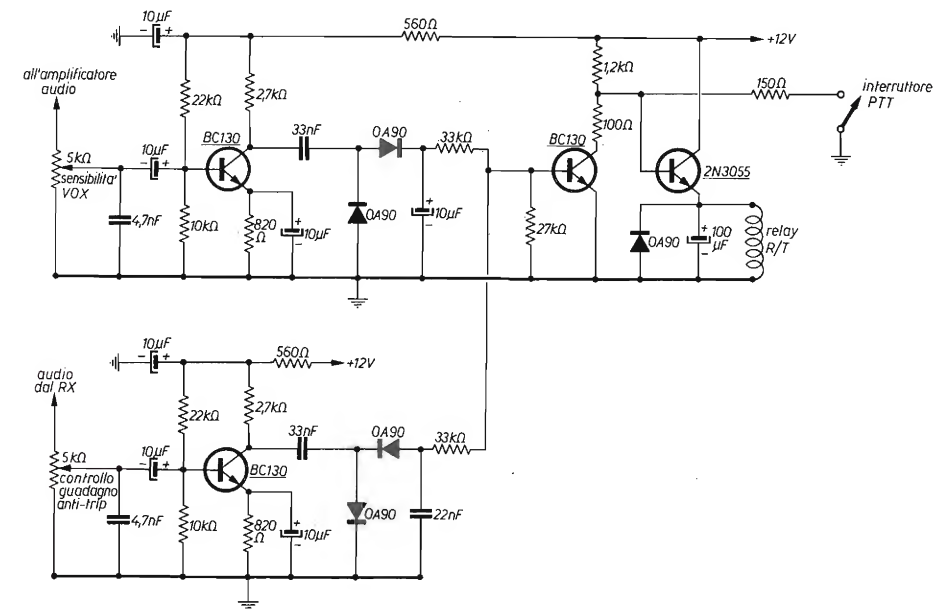 10µF
- +
560Ω
+12V
all'amplificatore
audio
22kΩ
2,7kΩ
1,2kΩ
150Ω
interruttore
PTT
BC130
33nF
OA90
33kΩ
BC130
100Ω
2N3055
5kΩ
sensibilita'
VOX
10µF
- +
4,7nF
10kΩ
820
Ω
+
10µF
-
OA90
+
10µF
-
27kΩ
OA90
+
100
µF
-
relay
R/T
10µF
- +
560Ω
+12V
audio
dal RX
22kΩ
2,7kΩ
33nF
OA90
33kΩ
5kΩ
controllo
guadagno
anti-trip
10µF
- +
BC130
4,7nF
10kΩ
820
Ω
+
10µF
-
OA90
22nF